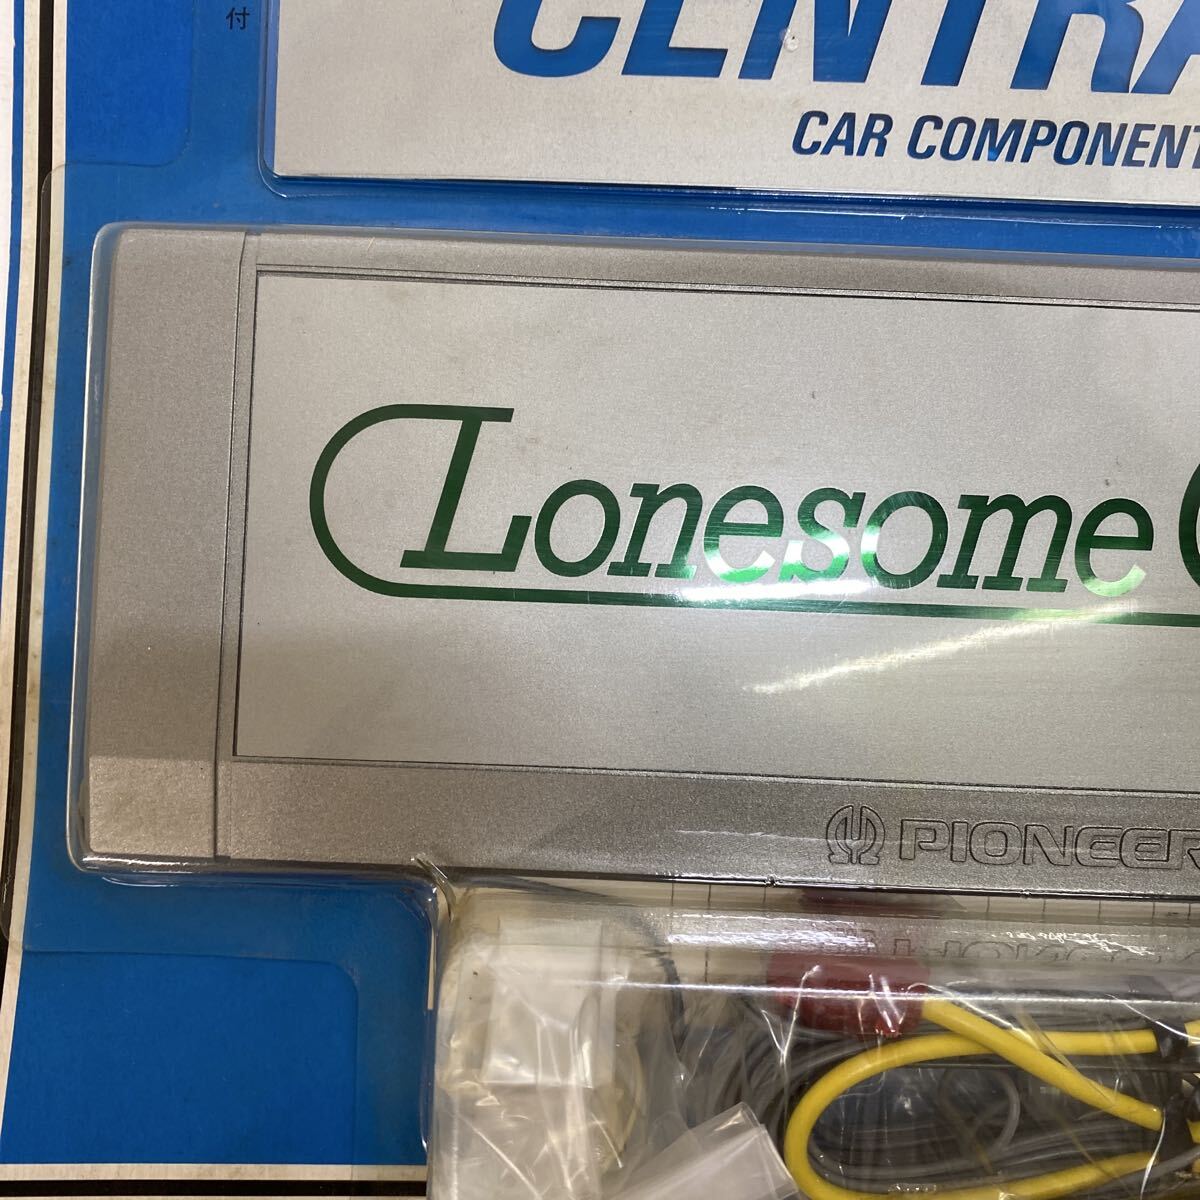 付
CENTRA
CAR COMPONENT
Lonesome
PIONEER